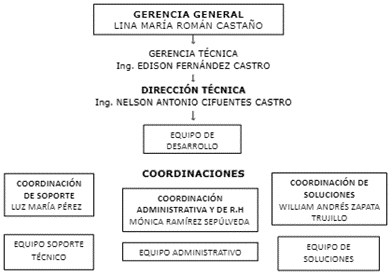 GERENCIA GENERAL
LINA MARÍA ROMÁN CASTAÑO
GERENCIA TÉCNICA
Ing. EDISON FERNÁNDEZ CASTRO
DIRECCIÓN TÉCNICA
Ing. NELSON ANTONIO CIFUENTES CASTRO
EQUIPO DE
DESARROLLO
COORDINACIONES
COORDINACIÓN
DE SOPORTE
LUZ MARÍA PÉREZ
COORDINACIÓN
ADMINISTRATIVA Y DE R.H
MÓNICA RAMÍREZ SEPÚLVEDA
COORDINACIÓN DE
SOLUCIONES
WILLIAM ANDRÉS ZAPATA
TRUJILLO
EQUIPO SOPORTE
TÉCNICO
EQUIPO ADMINISTRATIVO
EQUIPO DE
SOLUCIONES